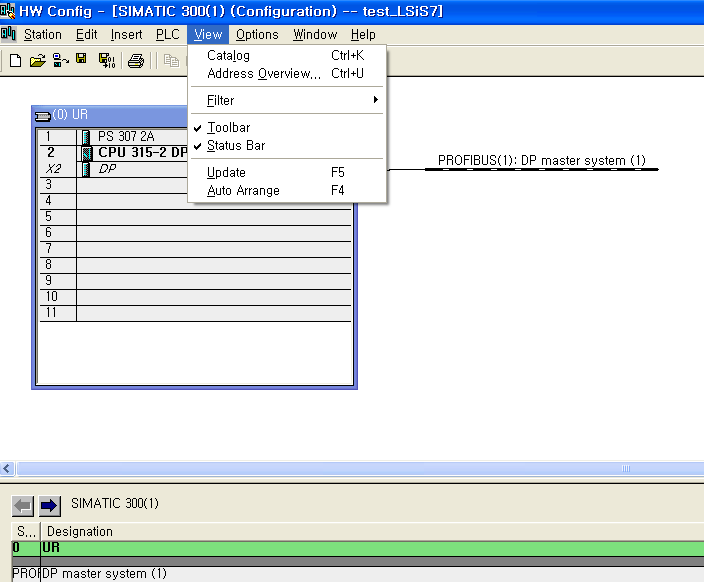 HW Config - [SIMATIC 300(1) (Configuration) -- test_LSiS7]
Station Edit Insert PLC View Options Window Help
Catalog Ctrl+K
Address Overview... Ctrl+U
Filter
Toolbar
Status Bar
Update F5
Auto Arrange F4
(0) UR
1 PS 307 2A
2 CPU 315-2 DP
X2 DP
3
4
5
6
7
8
9
10
11
PROFIBUS(1): DP master system (1)
SIMATIC 300(1)
S... Designation
0 UR
PROF DP master system (1)